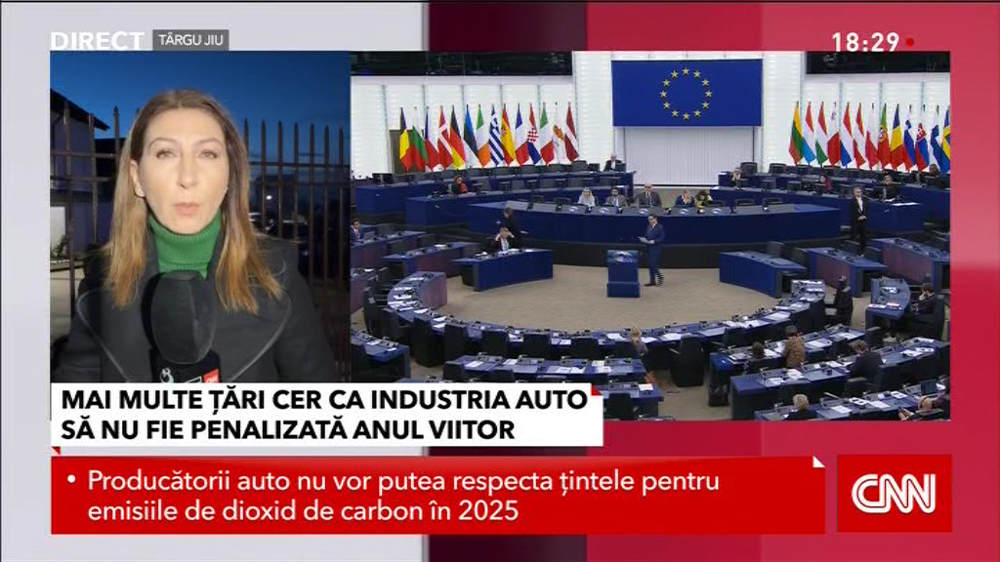 DIRECT TÂRGU JIU
18:29
MAI MULTE ȚĂRI CER CA INDUSTRIA AUTO
SĂ NU FIE PENALIZATĂ ANUL VIITOR
• Producătorii auto nu vor putea respecta țintele pentru
emisiile de dioxid de carbon în 2025
CNN